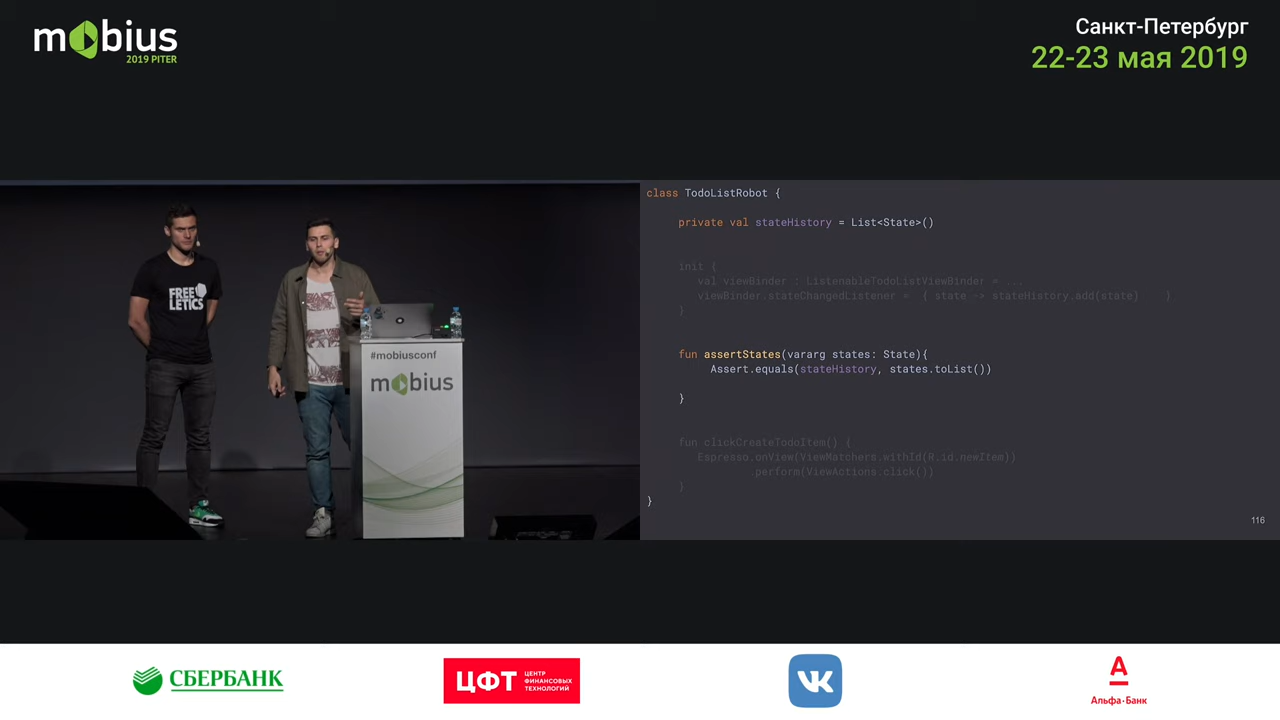 mobius
2019 PITER
Санкт-Петербург
22-23 мая 2019
FREE
LETICS
#mobiusconf
mobius
class TodoListRobot {
private val stateHistory = List<State>()
init {
val viewBinder : ListenableTodoListViewBinder = ...
viewBinder.stateChangedListener = { state -> stateHistory.add(state) }
}
fun assertStates(vararg states: State){
Assert.equals(stateHistory, states.toList())
}
fun clickCreateTodoItem() {
Espresso.onView(ViewMatchers.withId(R.id.newItem))
.perform(ViewActions.click())
}
}
116
СБЕРБАНК
ЦФТ
ЦЕНТР
ФИНАНСОВЫХ
ТЕХНОЛОГИЙ
VK
А
Альфа·Банк